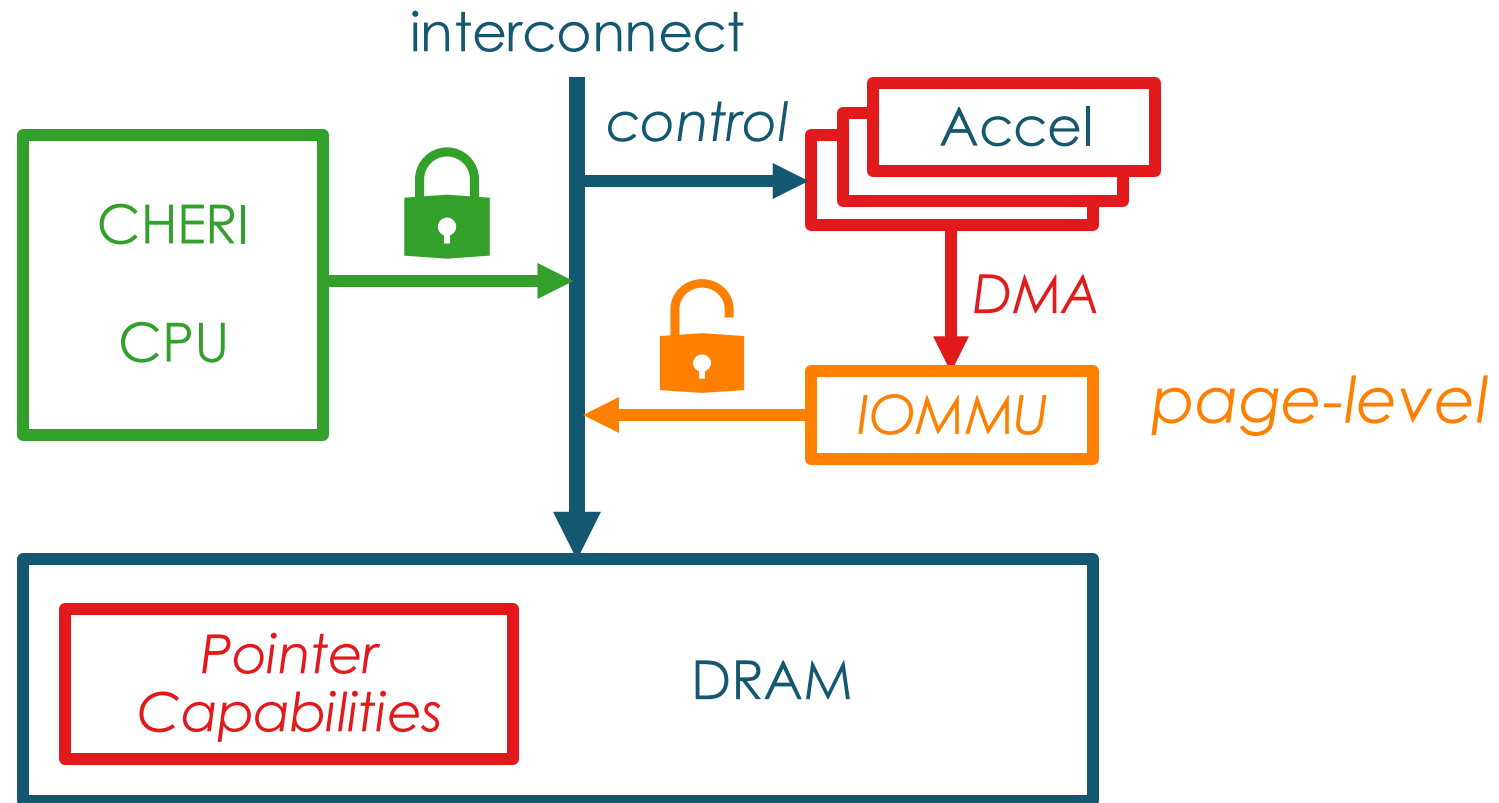 interconnect
control
Accel
CHERI
CPU
DMA
IOMMU
page-level
Pointer
Capabilities
DRAM